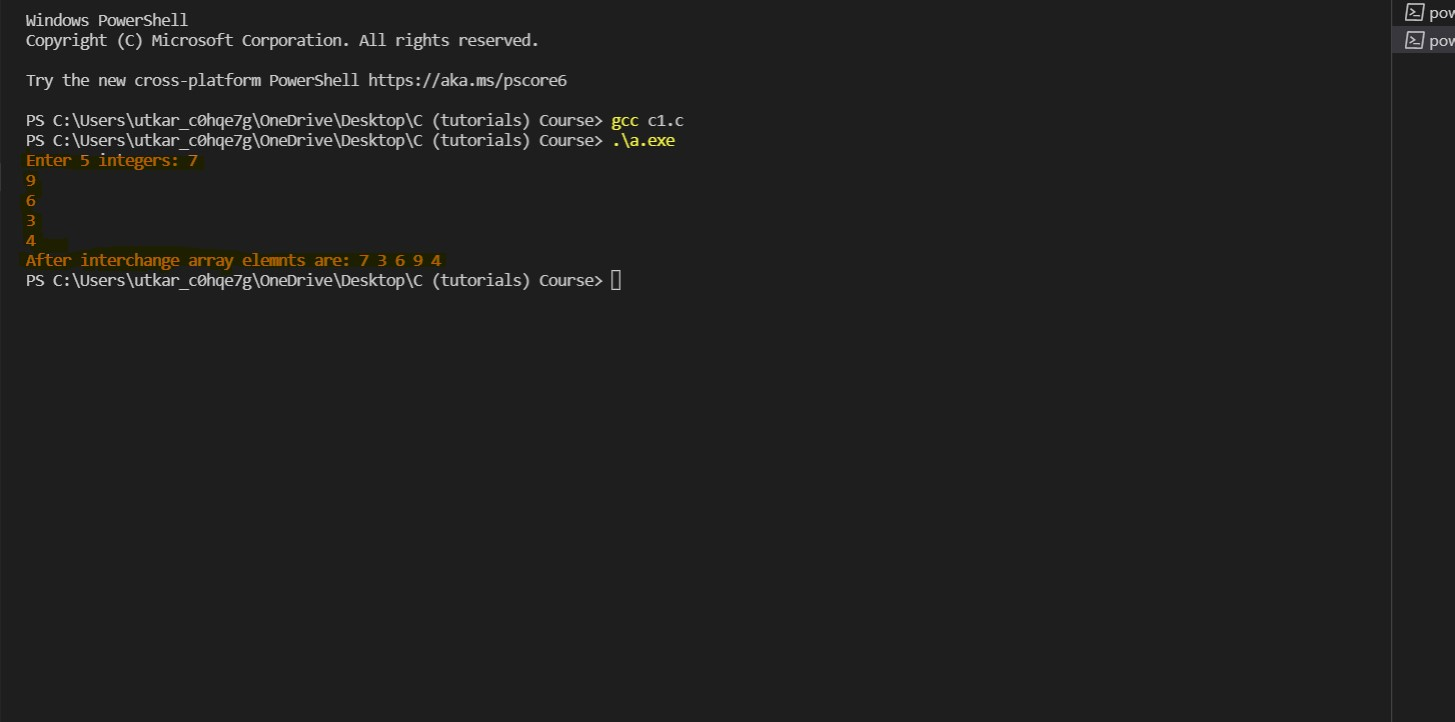 Windows PowerShell
Copyright (C) Microsoft Corporation. All rights reserved.
Try the new cross-platform PowerShell https://aka.ms/pscore6
PS C:\Users\utkar_c0hqe7g\OneDrive\Desktop\C (tutorials) Course> gcc c1.c
PS C:\Users\utkar_c0hqe7g\OneDrive\Desktop\C (tutorials) Course> .\a.exe
Enter 5 integers: 7
9
6
3
4
After interchange array elemnts are: 7 3 6 9 4
PS C:\Users\utkar_c0hqe7g\OneDrive\Desktop\C (tutorials) Course>